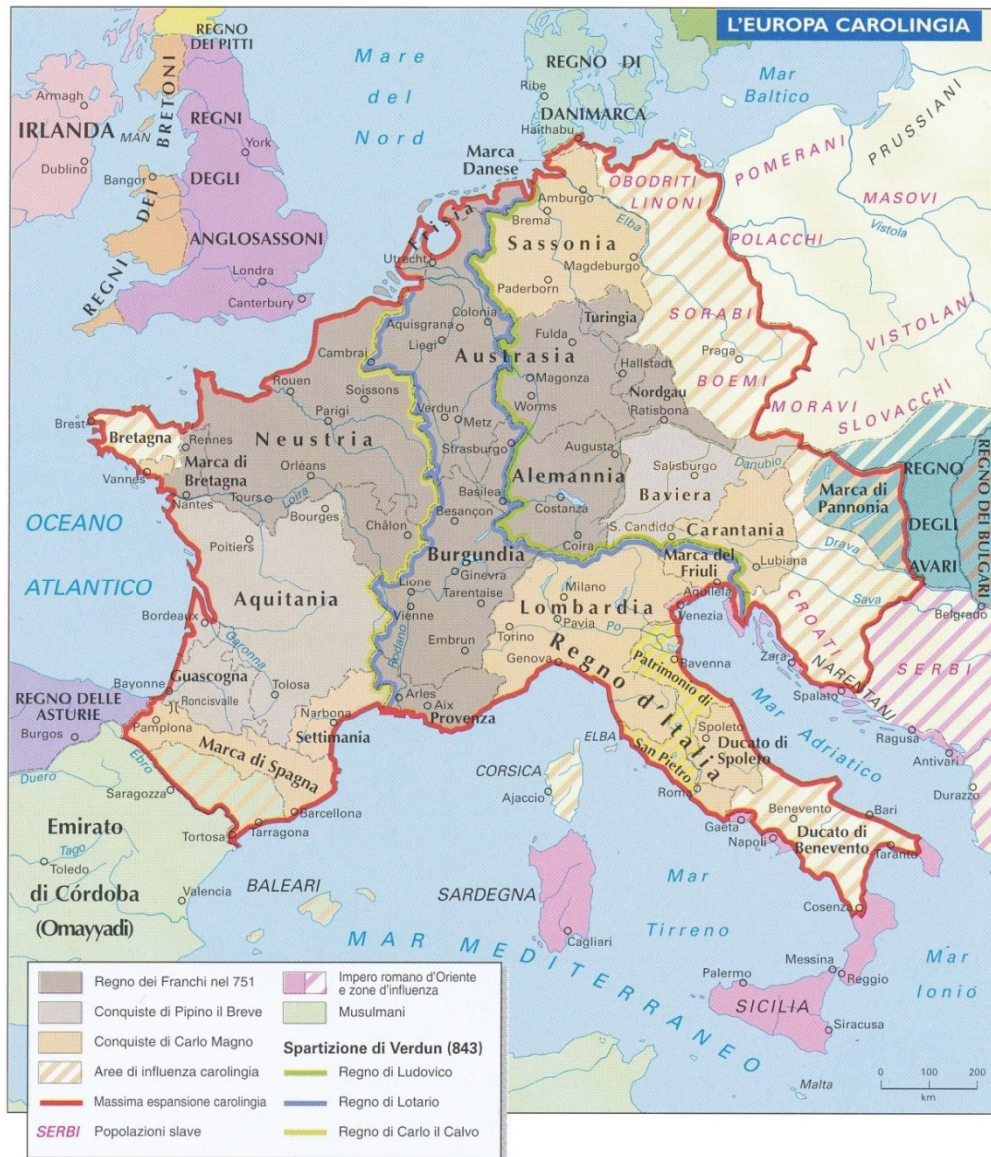 L'EUROPA CAROLINGIA
REGNO
DEI PITTI
Mare
del
Nord
REGNO DI
DANIMARCA
Ribe
Haithabu
Mar
Baltico
PRUSSIANI
POMERANI
MASOVI
Vistola
POLACCHI
VISTOLANI
Armagh
IRLANDA
Dublino
MAN
REGNI DEI BRETONI
Bangor
REGNI
York
DEGLI
ANGLOSASSONI
Londra
Canterbury
Marca
Danese
Frisia
Utrecht
Amburgo
Brema
Elba
OBODRITI
LINONI
Sassonia
Magdeburgo
Paderborn
SORABI
Turingia
Colonia
Aquisgrana
Liegi
Fulda
Austrasia
Hallstadt
Praga
BOEMI
Cambrai
Rouen
Soissons
Magonza
Nordgau
Worms
Ratisbona
MORAVI
SLOVACCHI
Parigi
Verdun
Metz
Brest
Bretagna
Rennes
Neustria
Strasburgo
Augusta
Salisburgo
Danubio
REGNO
DEGLI
AVARI
REGNO DEI BULGARI
Marca di
Bretagna
Orléans
Alemannia
Baviera
Marca di
Pannonia
Vannes
Nantes
Tours
Loira
Basilea
Costanza
Besançon
S. Candido
Carantania
OCEANO
ATLANTICO
Bourges
Châlon
Coira
Drava
Poitiers
Burgundia
Ginevra
Marca del
Friuli
Lubiana
Lione
Tarentaise
Milano
Aquileia
Sava
Aquitania
Vienne
Lombardia
Pavia
Po
Venezia
CROATI
Belgrado
Bordeaux
Embrun
Torino
Rodano
Garonna
Genova
Ravenna
Zara
NARENTANI
SERBI
Guascogna
Tolosa
Arles
Aix
Provenza
Regno d'Italia
Patrimonio di
San Pietro
Spalato
Bayonne
Roncisvalle
REGNO DELLE
ASTURIE
Burgos
Narbona
Settimania
Spoleto
Ducato di
Spoleto
Mar
Adriatico
Ragusa
Antivari
Pamplona
Marca di Spagna
ELBA
CORSICA
Ajaccio
Roma
Durazzo
Duero
Ebro
Saragozza
Barcellona
Tarragona
Tortosa
Gaeta
Napoli
Benevento
Bari
Ducato di
Benevento
Taranto
Emirato
di Córdoba
(Omayyadi)
Tago
Toledo
Valencia
BALEARI
SARDEGNA
Cagliari
Mar
Tirreno
Cosenza
MAR MEDITERRANEO
Messina
Reggio
Palermo
SICILIA
Siracusa
Mar
Ionio
Malta
0 100 200
km
Regno dei Franchi nel 751
Conquiste di Pipino il Breve
Conquiste di Carlo Magno
Aree di influenza carolingia
Massima espansione carolingia
SERBI Popolazioni slave
Impero romano d'Oriente
e zone d'influenza
Musulmani
Spartizione di Verdun (843)
Regno di Ludovico
Regno di Lotario
Regno di Carlo il Calvo